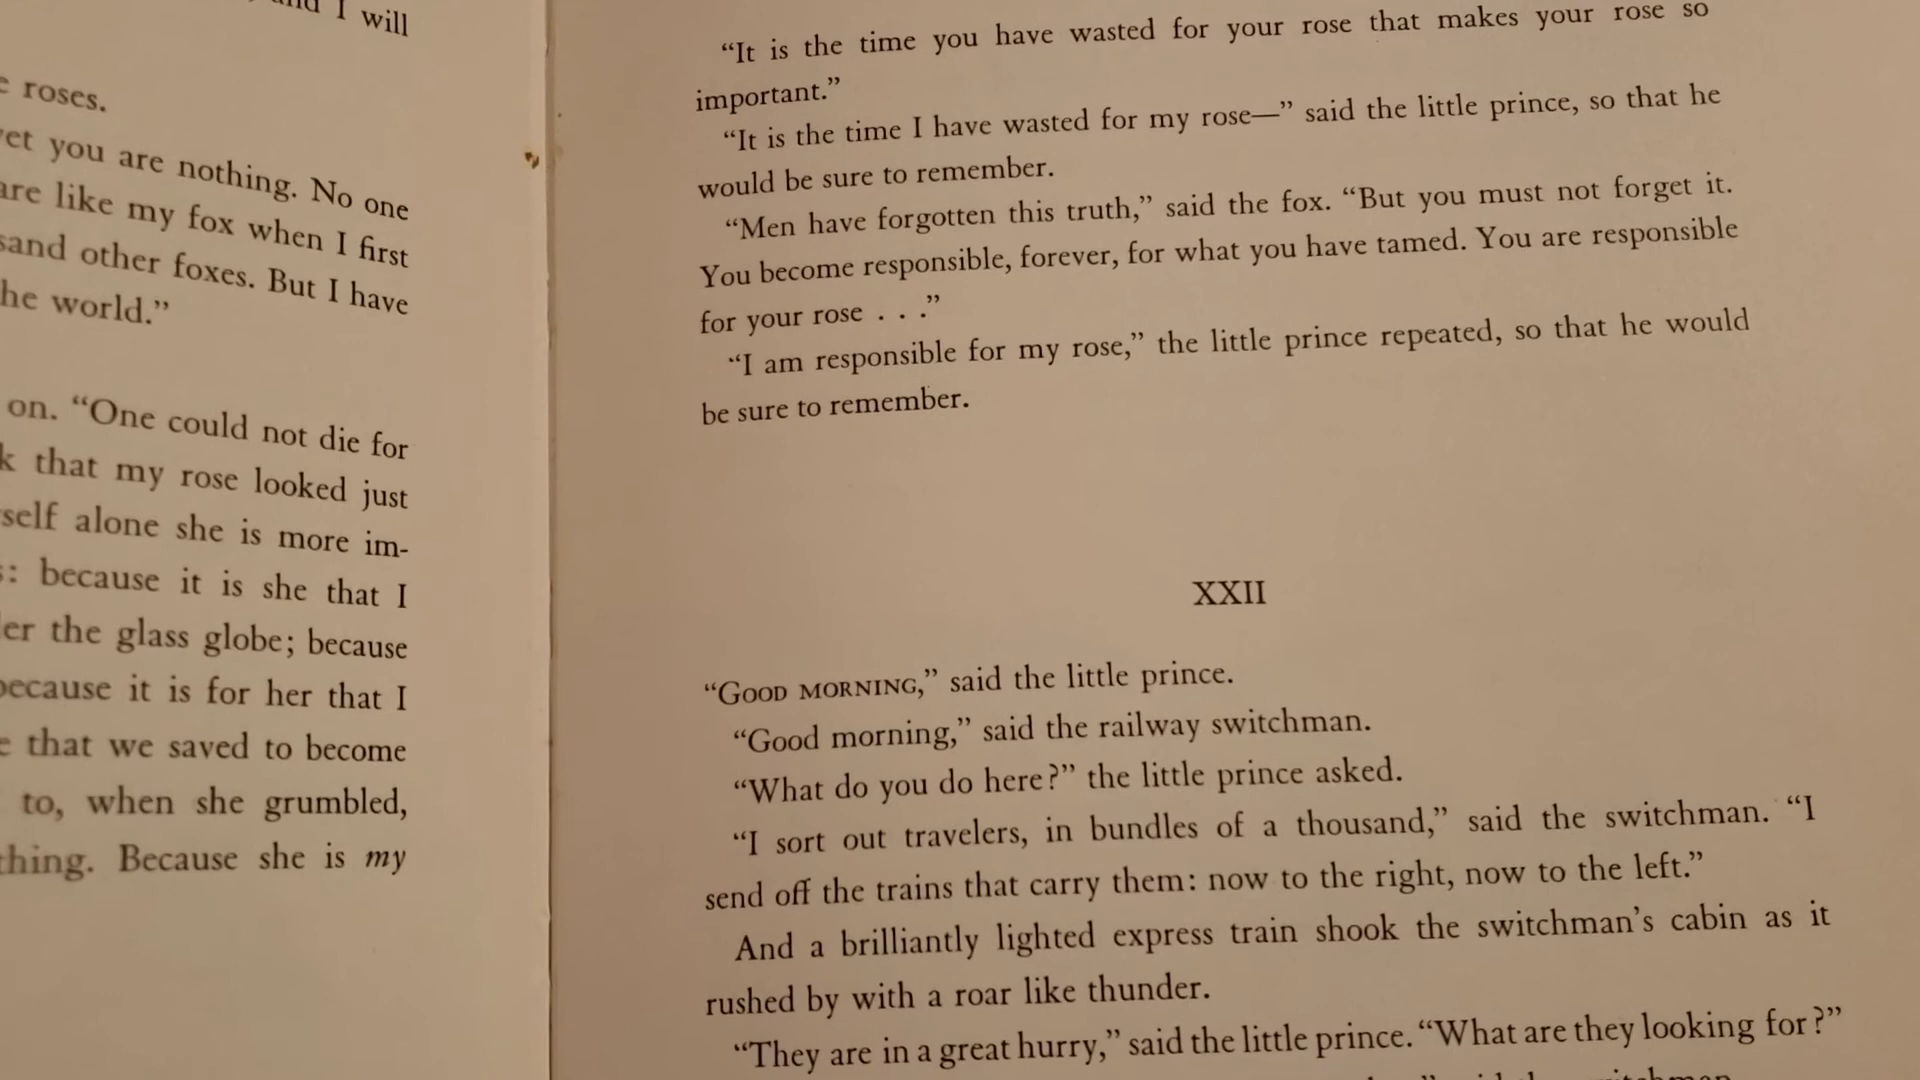 I will
roses.
you are nothing. No one
are like my fox when I first
other foxes. But I have
world.”
on. “One could not die for
that my rose looked just
alone she is more im-
because it is she that I
the glass globe; because
because it is for her that I
that we saved to become
to, when she grumbled,
Because she is my
“It is the time you have wasted for your rose that makes your rose so
important.”
“It is the time I have wasted for my rose—” said the little prince, so that he
would be sure to remember.
“Men have forgotten this truth,” said the fox. “But you must not forget it.
You become responsible, forever, for what you have tamed. You are responsible
for your rose . . .”
“I am responsible for my rose,” the little prince repeated, so that he would
be sure to remember.
XXII
“GOOD MORNING,” said the little prince.
“Good morning,” said the railway switchman.
“What do you do here?” the little prince asked.
“I sort out travelers, in bundles of a thousand,” said the switchman. “I
send off the trains that carry them: now to the right, now to the left.”
And a brilliantly lighted express train shook the switchman’s cabin as it
rushed by with a roar like thunder.
“They are in a great hurry,” said the little prince. “What are they looking for?”